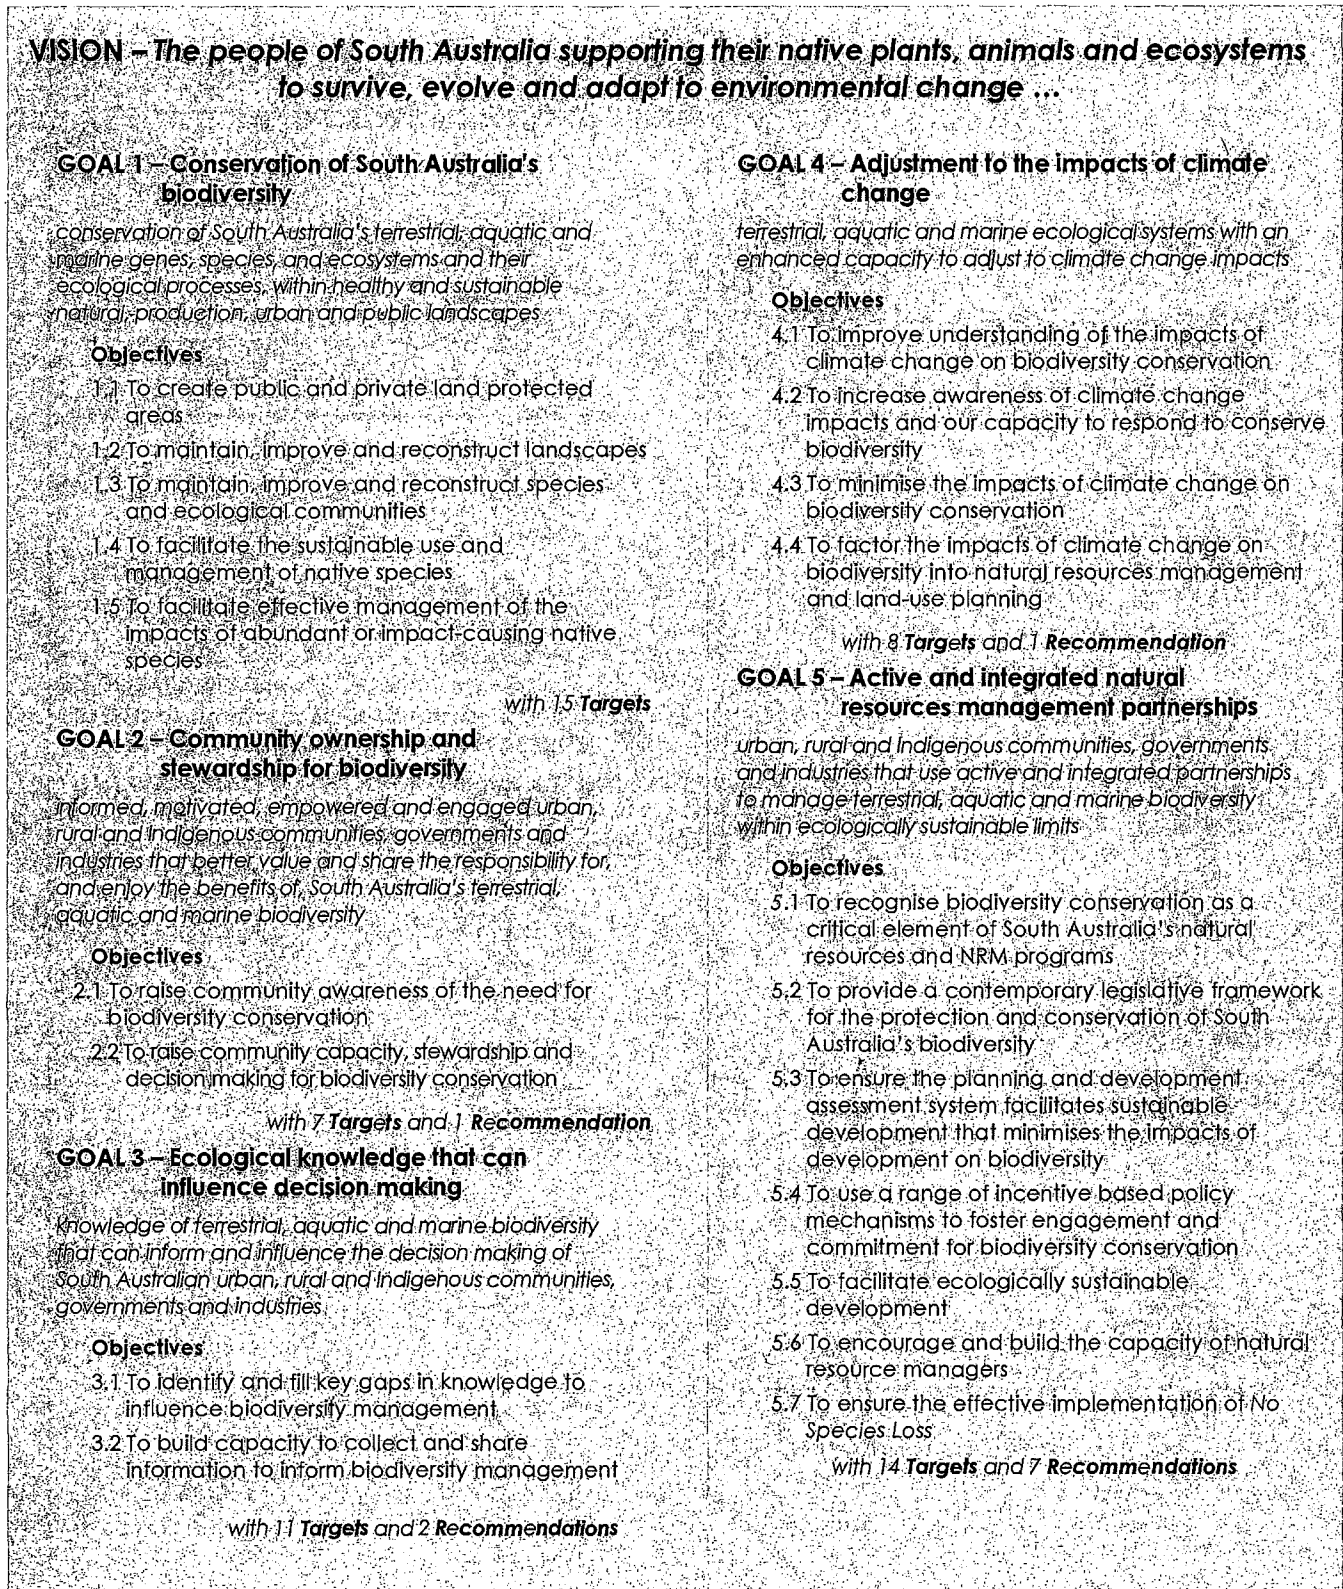 VISION – The people of South Australia supporting their native plants, animals and ecosystems
to survive, evolve and adapt to environmental change ...
GOAL 1 – Conservation of South Australia's
biodiversity
conservation of South Australia's terrestrial, aquatic and
marine genes, species, and ecosystems and their
ecological processes, within healthy and sustainable
natural, production, urban and public landscapes
Objectives
1.1 To create public and private land protected
areas
1.2 To maintain, improve and reconstruct landscapes
1.3 To maintain, improve and reconstruct species
and ecological communities
1.4 To facilitate the sustainable use and
management of native species
1.5 To facilitate effective management of the
impacts of abundant or impact-causing native
species
with 15 Targets
GOAL 2 – Community ownership and
stewardship for biodiversity
informed, motivated, empowered and engaged urban,
rural and Indigenous communities, governments and
industries that better value and share the responsibility for,
and enjoy the benefits of, South Australia's terrestrial,
aquatic and marine biodiversity
Objectives
2.1 To raise community awareness of the need for
biodiversity conservation
2.2 To raise community capacity, stewardship and
decision making for biodiversity conservation
with 7 Targets and 1 Recommendation
GOAL 3 – Ecological knowledge that can
influence decision making
knowledge of terrestrial, aquatic and marine biodiversity
that can inform and influence the decision making of
South Australian urban, rural and Indigenous communities,
governments and industries
Objectives
3.1 To identify and fill key gaps in knowledge to
influence biodiversity management
3.2 To build capacity to collect and share
information to inform biodiversity management
with 11 Targets and 2 Recommendations
GOAL 4 – Adjustment to the impacts of climate
change
terrestrial, aquatic and marine ecological systems with an
enhanced capacity to adjust to climate change impacts
Objectives
4.1 To improve understanding of the impacts of
climate change on biodiversity conservation
4.2 To increase awareness of climate change
impacts and our capacity to respond to conserve
biodiversity
4.3 To minimise the impacts of climate change on
biodiversity conservation
4.4 To factor the impacts of climate change on
biodiversity into natural resources management
and land-use planning
with 8 Targets and 1 Recommendation
GOAL 5 – Active and integrated natural
resources management partnerships
urban, rural and Indigenous communities, governments
and industries that use active and integrated partnerships
to manage terrestrial, aquatic and marine biodiversity
within ecologically sustainable limits
Objectives
5.1 To recognise biodiversity conservation as a
critical element of South Australia's natural
resources and NRM programs
5.2 To provide a contemporary legislative framework
for the protection and conservation of South
Australia's biodiversity
5.3 To ensure the planning and development
assessment system facilitates sustainable
development that minimises the impacts of
development on biodiversity
5.4 To use a range of incentive based policy
mechanisms to foster engagement and
commitment for biodiversity conservation
5.5 To facilitate ecologically sustainable
development
5.6 To encourage and build the capacity of natural
resource managers
5.7 To ensure the effective implementation of No
Species Loss
with 14 Targets and 7 Recommendations